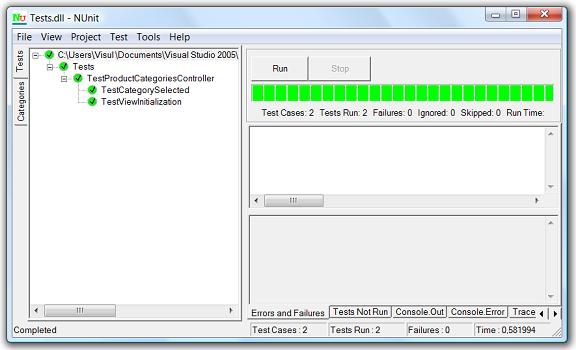 Tests.dll - NUnit
File View Project Test Tools Help
Tests
Categories
C:\Users\Visul\Documents\Visual Studio 2005\
Tests
TestProductCategoriesController
TestCategorySelected
TestViewInitialization
Run
Stop
Test Cases: 2 Tests Run: 2 Failures: 0 Ignored: 0 Skipped: 0 Run Time:
Errors and Failures Tests Not Run Console.Out Console.Error Trace
Completed
Test Cases : 2 Tests Run : 2 Failures : 0 Time : 0,581994